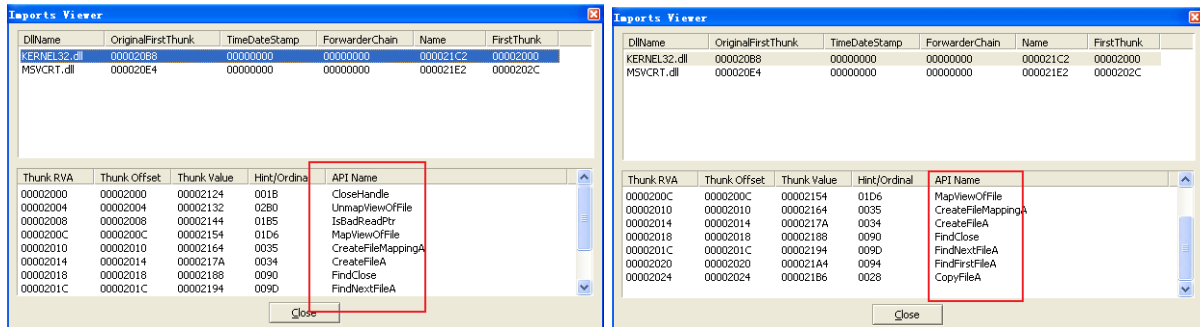 Imports Viewer
DllName OriginalFirstThunk TimeDateStamp ForwarderChain Name FirstThunk
KERNEL32.dll 000020B8 00000000 00000000 000021C2 00002000
MSVCRT.dll 000020E4 00000000 00000000 000021E2 0000202C
Thunk RVA Thunk Offset Thunk Value Hint/Ordinal API Name
00002000 00002000 00002124 001B CloseHandle
00002004 00002004 00002132 02B0 UnmapViewOfFile
00002008 00002008 00002144 01B5 IsBadReadPtr
0000200C 0000200C 00002154 01D6 MapViewOfFile
00002010 00002010 00002164 0035 CreateFileMappingA
00002014 00002014 0000217A 0034 CreateFileA
00002018 00002018 00002188 0090 FindClose
0000201C 0000201C 00002194 009D FindNextFileA
Close
Imports Viewer
DllName OriginalFirstThunk TimeDateStamp ForwarderChain Name FirstThunk
KERNEL32.dll 000020B8 00000000 00000000 000021C2 00002000
MSVCRT.dll 000020E4 00000000 00000000 000021E2 0000202C
Thunk RVA Thunk Offset Thunk Value Hint/Ordinal API Name
0000200C 0000200C 00002154 01D6 MapViewOfFile
00002010 00002010 00002164 0035 CreateFileMappingA
00002014 00002014 0000217A 0034 CreateFileA
00002018 00002018 00002188 0090 FindClose
0000201C 0000201C 00002194 009D FindNextFileA
00002020 00002020 000021A4 0094 FindFirstFileA
00002024 00002024 000021B6 0028 CopyFileA
Close